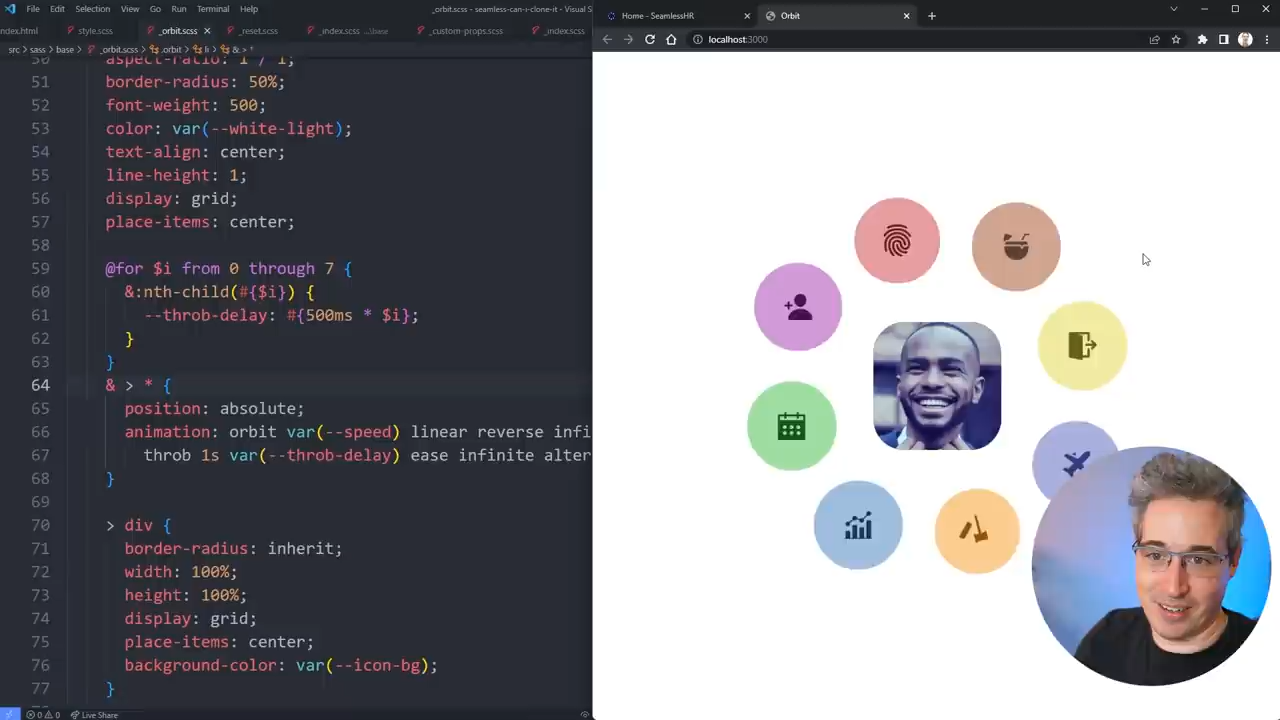 File Edit Selection View Go Run Terminal Help _orbit.scss - seamless-can-i-clone-it - Visual S
ndex.html style.scss _orbit.scss _reset.scss _index.scss ...\base _custom-props.scss _index.scss
src > sass > base > _orbit.scss > .orbit > li > & > *
50 aspect-ratio: 1 / 1;
51 border-radius: 50%;
52 font-weight: 500;
53 color: var(--white-light);
54 text-align: center;
55 line-height: 1;
56 display: grid;
57 place-items: center;
58
59 @for $i from 0 through 7 {
60 &:nth-child(#{$i}) {
61 --throb-delay: #{500ms * $i};
62 }
63 }
64 & > * {
65 position: absolute;
66 animation: orbit var(--speed) linear reverse infi
67 throb 1s var(--throb-delay) ease infinite alter
68 }
69
70 > div {
71 border-radius: inherit;
72 width: 100%;
73 height: 100%;
74 display: grid;
75 place-items: center;
76 background-color: var(--icon-bg);
77 }
0 0 Live Share
Home - SeamlessHR Orbit
localhost:3000